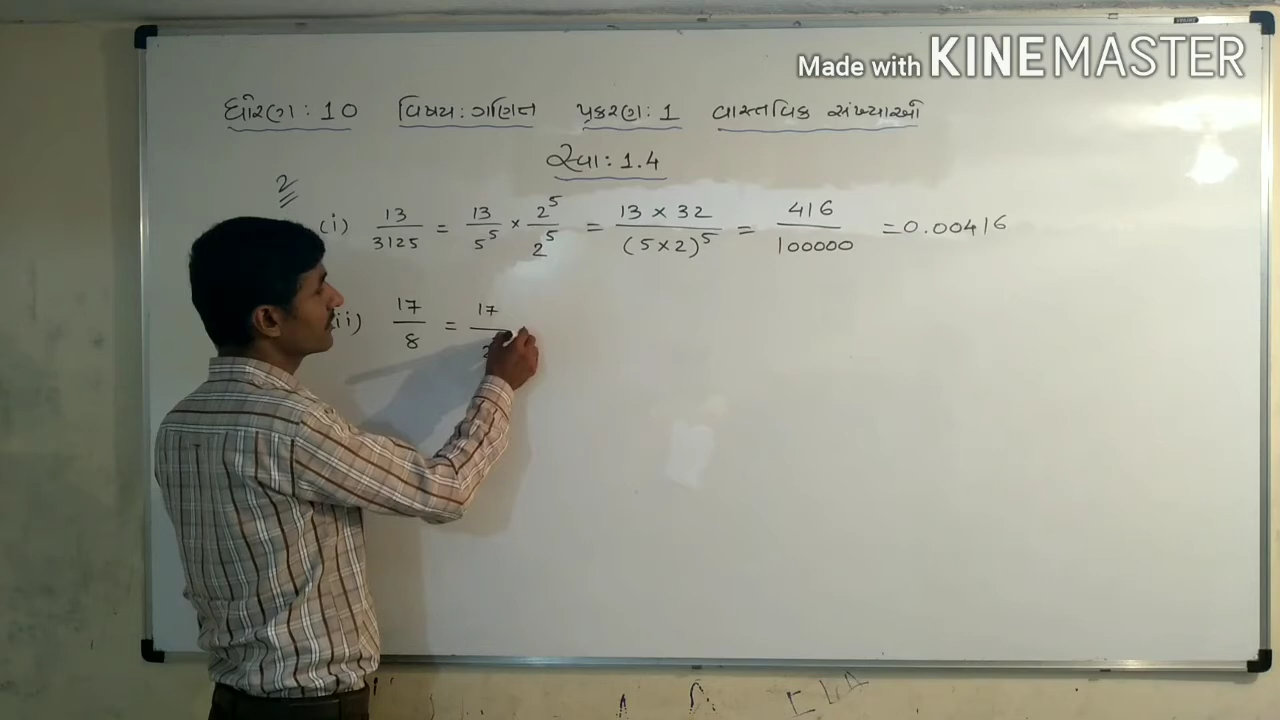 Made with KINEMASTER
ધોરણ : 10 વિષય : ગણિત પ્રકરણ : 1 વાસ્તવિક સંખ્યાઓ
સ્વા : 1.4
2
(i) 13/3125 = 13/5⁵ × 2⁵/2⁵ = 13 × 32/(5×2)⁵ = 416/100000 = 0.00416
ii) 17/8 = 17/2